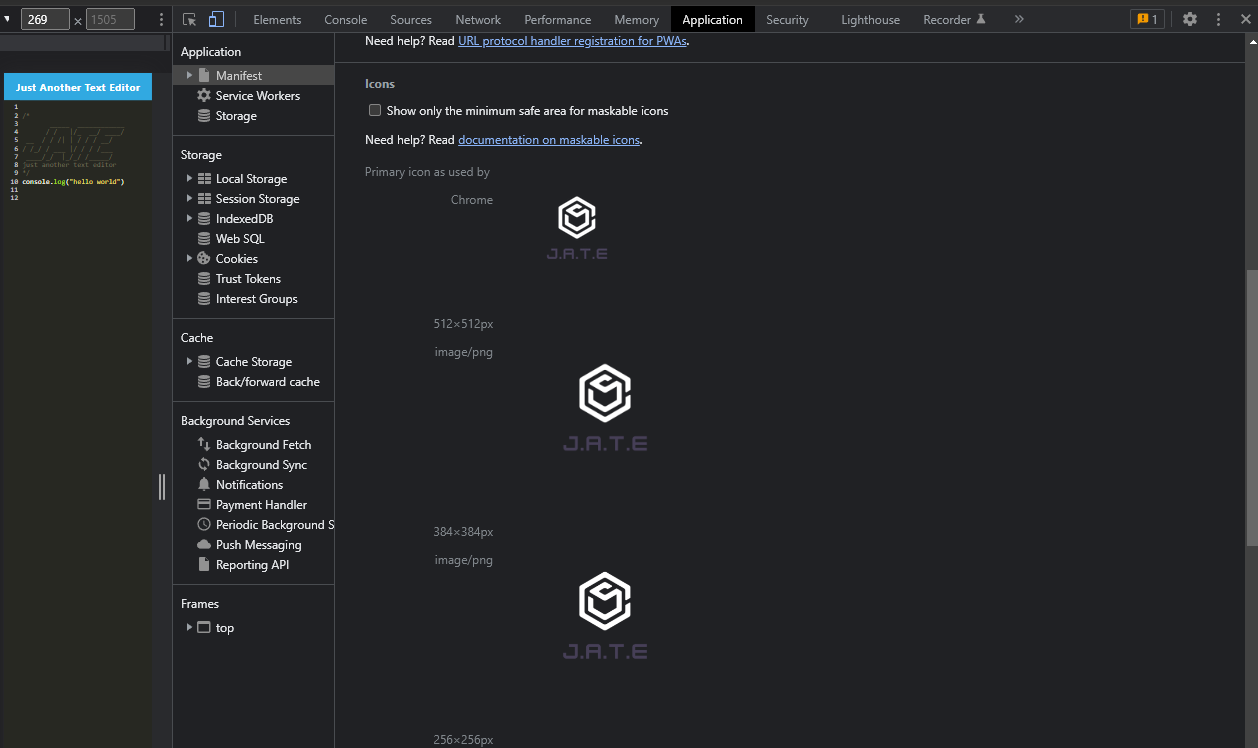 269 × 1505
Elements Console Sources Network Performance Memory Application Security Lighthouse Recorder » 1
Just Another Text Editor
1
2 /*
3
4
5
6
7
8 just another text editor
9 */
10 console.log("hello world")
11
12
Application
Manifest
Service Workers
Storage
Storage
Local Storage
Session Storage
IndexedDB
Web SQL
Cookies
Trust Tokens
Interest Groups
Cache
Cache Storage
Back/forward cache
Background Services
Background Fetch
Background Sync
Notifications
Payment Handler
Periodic Background S
Push Messaging
Reporting API
Frames
top
Need help? Read URL protocol handler registration for PWAs.
Icons
Show only the minimum safe area for maskable icons
Need help? Read documentation on maskable icons.
Primary icon as used by
Chrome
J.A.T.E
512×512px
image/png
J.A.T.E
384×384px
image/png
J.A.T.E
256×256px